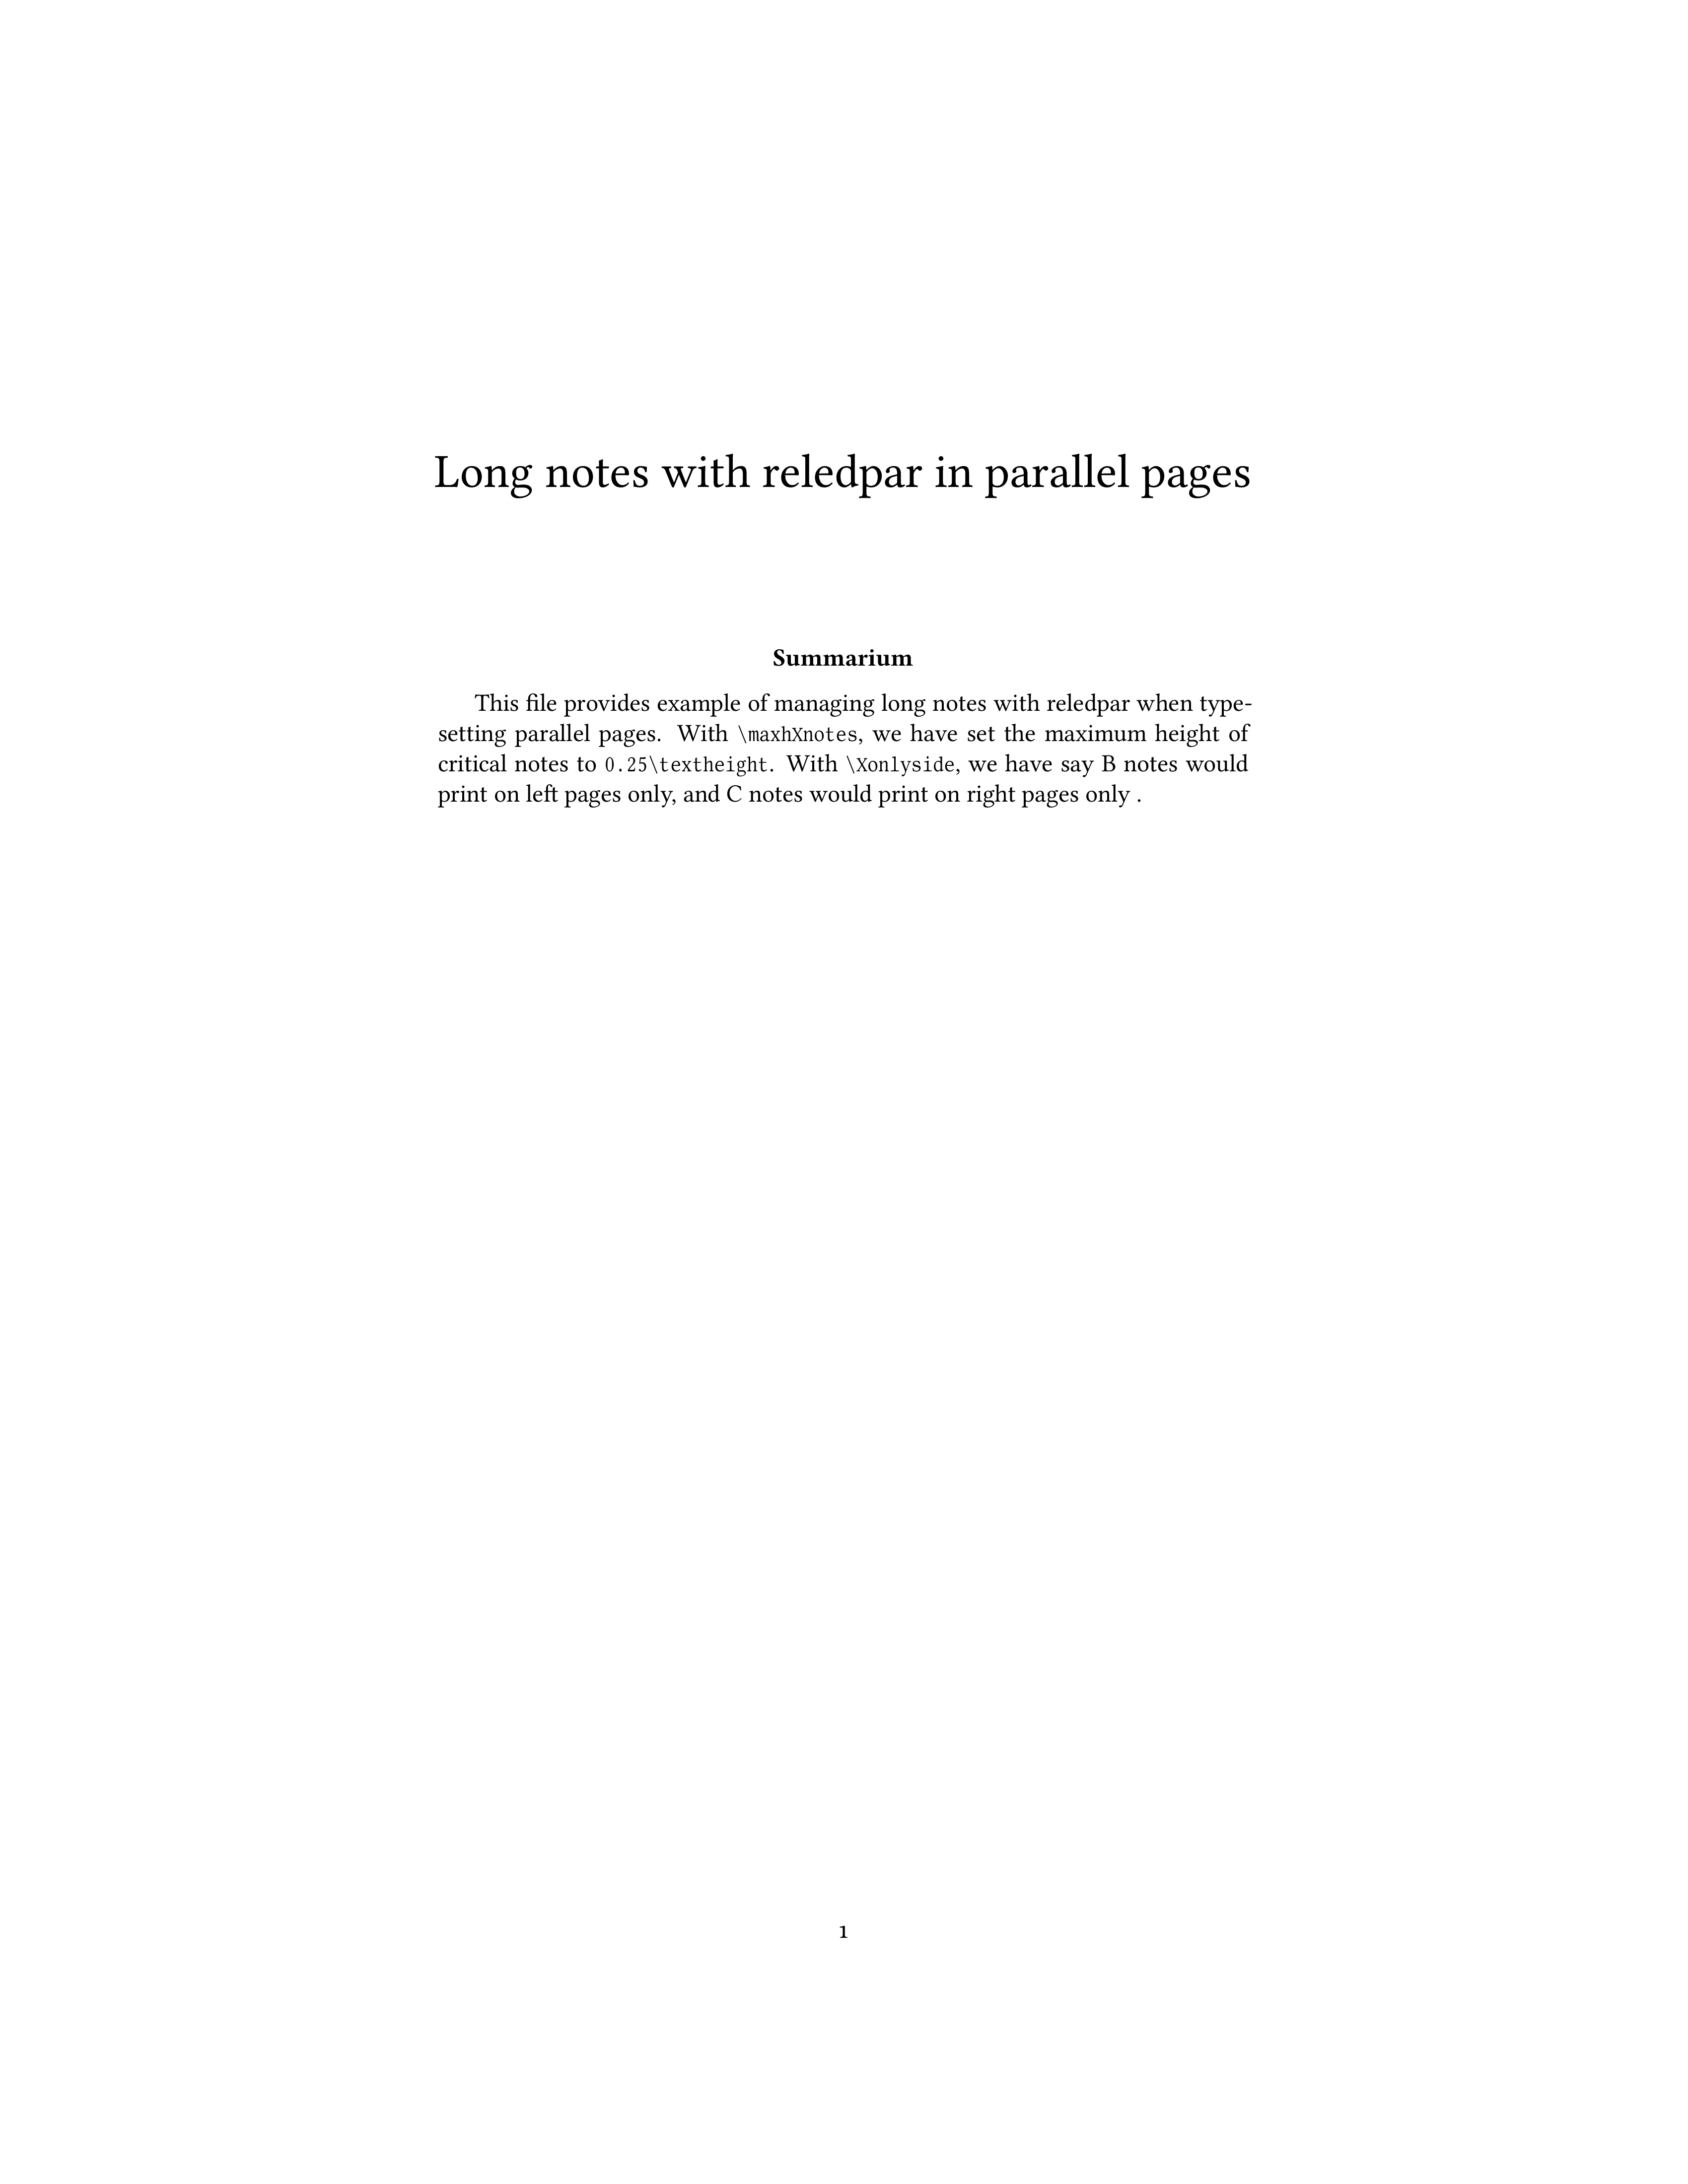 Long notes with reledpar in parallel pages
Summarium
This file provides example of managing long notes with reledpar when type-
setting parallel pages. With \maxhXnotes, we have set the maximum height of
critical notes to 0.25\textheight. With \Xonlyside, we have say B notes would
print on left pages only, and C notes would print on right pages only .
1